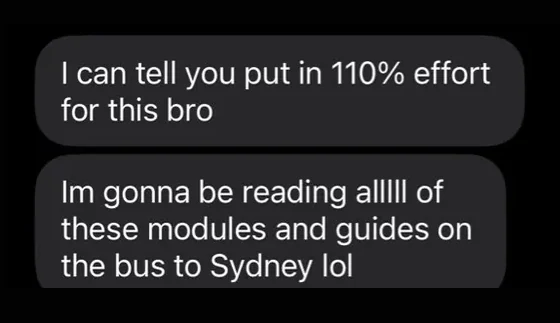 I can tell you put in 110% effort
for this bro
Im gonna be reading alllll of
these modules and guides on
the bus to Sydney lol